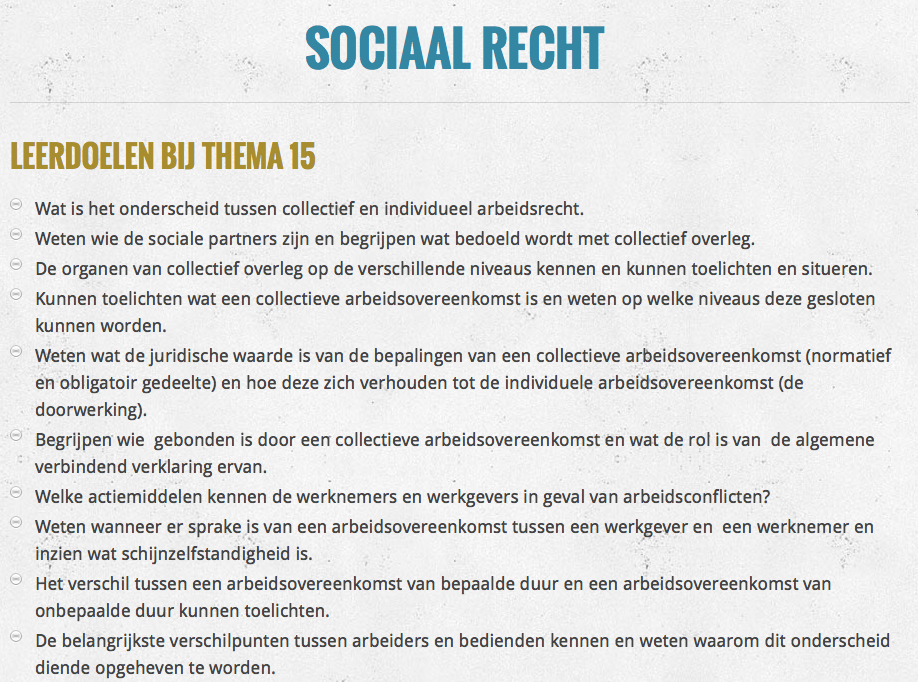 SOCIAAL RECHT
LEERDOELEN BIJ THEMA 15
Wat is het onderscheid tussen collectief en individueel arbeidsrecht.
Weten wie de sociale partners zijn en begrijpen wat bedoeld wordt met collectief overleg.
De organen van collectief overleg op de verschillende niveaus kennen en kunnen toelichten en situeren.
Kunnen toelichten wat een collectieve arbeidsovereenkomst is en weten op welke niveaus deze gesloten
kunnen worden.
Weten wat de juridische waarde is van de bepalingen van een collectieve arbeidsovereenkomst (normatief
en obligatoir gedeelte) en hoe deze zich verhouden tot de individuele arbeidsovereenkomst (de
doorwerking).
Begrijpen wie  gebonden is door een collectieve arbeidsovereenkomst en wat de rol is van  de algemene
verbindend verklaring ervan.
Welke actiemiddelen kennen de werknemers en werkgevers in geval van arbeidsconflicten?
Weten wanneer er sprake is van een arbeidsovereenkomst tussen een werkgever en  een werknemer en
inzien wat schijnzelfstandigheid is.
Het verschil tussen een arbeidsovereenkomst van bepaalde duur en een arbeidsovereenkomst van
onbepaalde duur kunnen toelichten.
De belangrijkste verschilpunten tussen arbeiders en bedienden kennen en weten waarom dit onderscheid
diende opgeheven te worden.